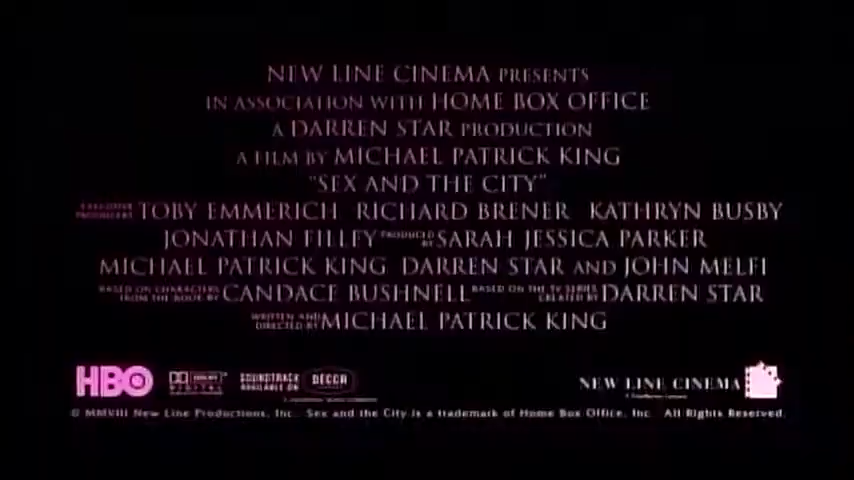 NEW LINE CINEMA PRESENTS
IN ASSOCIATION WITH HOME BOX OFFICE
A DARREN STAR PRODUCTION
A FILM BY MICHAEL PATRICK KING
"SEX AND THE CITY"
EXECUTIVE PRODUCERS TOBY EMMERICH RICHARD BRENER KATHRYN BUSBY
JONATHAN FILLEY PRODUCED BY SARAH JESSICA PARKER
MICHAEL PATRICK KING DARREN STAR AND JOHN MELFI
BASED ON CHARACTERS FROM THE BOOK BY CANDACE BUSHNELL BASED ON THE TV SERIES CREATED BY DARREN STAR
WRITTEN AND DIRECTED BY MICHAEL PATRICK KING
HBO DOLBY DIGITAL SOUNDTRACK AVAILABLE ON DECCA NEW LINE CINEMA
© MMVIII New Line Productions, Inc. Sex and the City is a trademark of Home Box Office, Inc. All Rights Reserved.